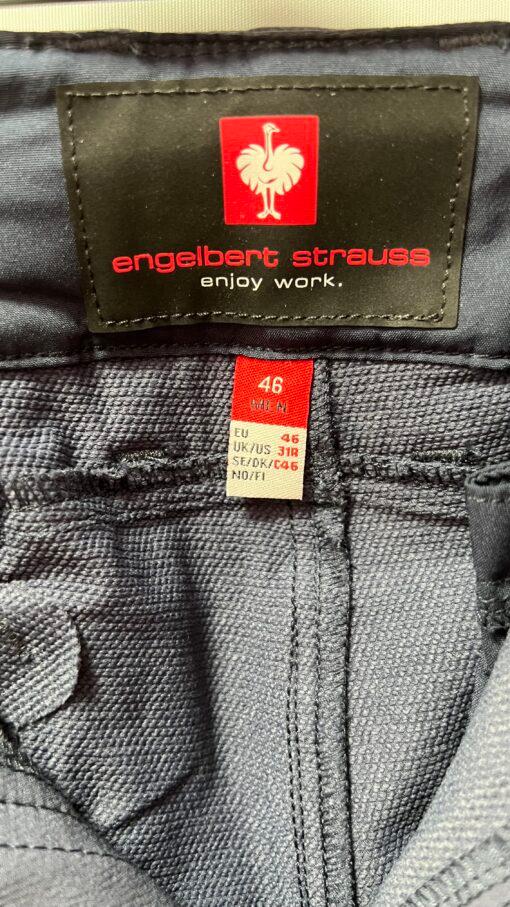 engelbert strauss
enjoy work.
46
MEN
EU 46
UK/US 31R
SE/DK/ C46
NO/FI